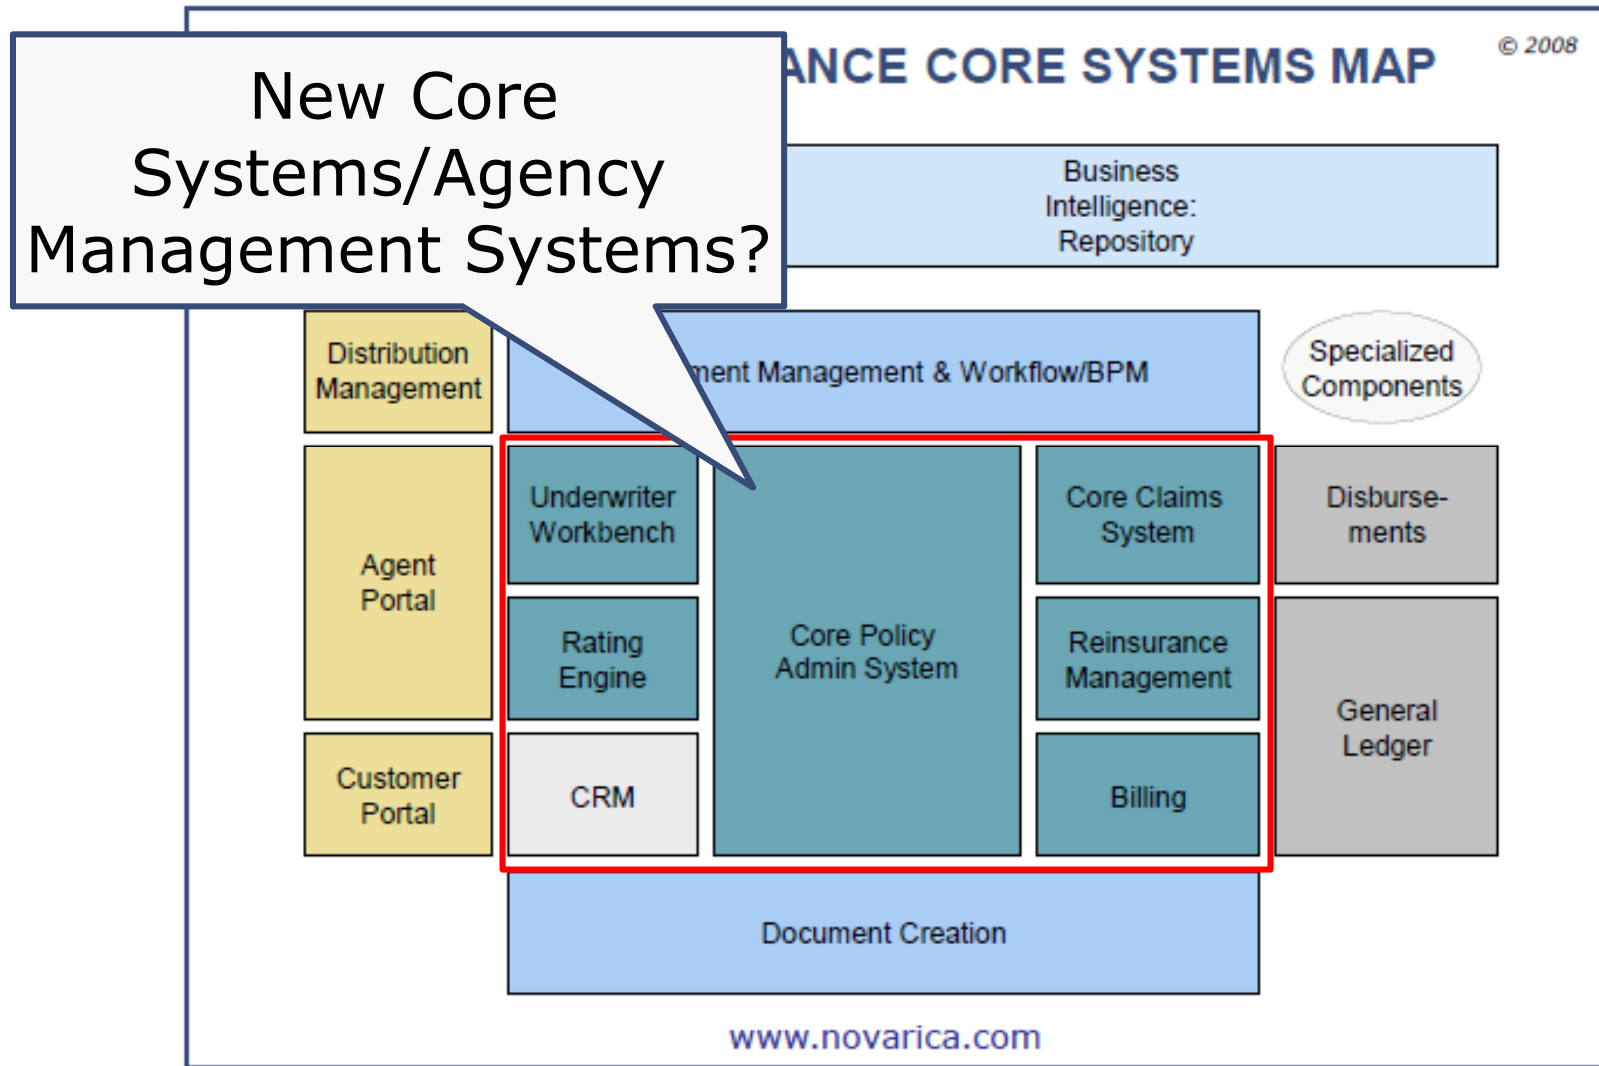 New Core
Systems/Agency
Management Systems?
CORE SYSTEMS MAP
© 2008
Business
Intelligence:
Repository
Distribution
Management
Management & Workflow/BPM
Specialized
Components
Agent
Portal
Underwriter
Workbench
Core Policy
Admin System
Core Claims
System
Disburse-
ments
Rating
Engine
Reinsurance
Management
General
Ledger
Customer
Portal
CRM
Billing
Document Creation
www.novarica.com